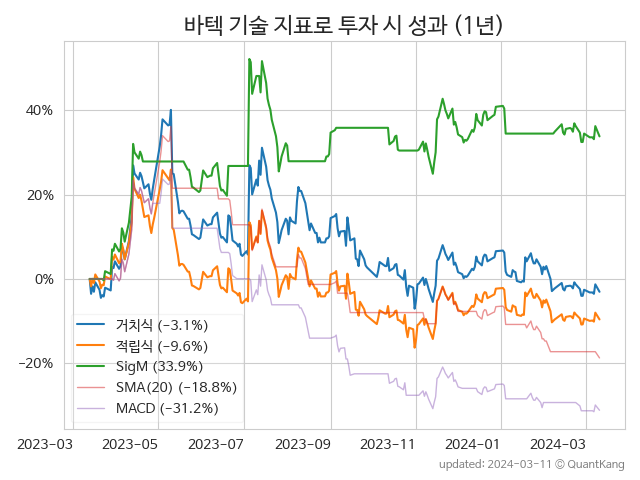 바텍 기술 지표로 투자 시 성과 (1년)
40%
20%
0%
−20%
거치식 (−3.1%)
적립식 (−9.6%)
SigM (33.9%)
SMA(20) (−18.8%)
MACD (−31.2%)
2023−03 2023−05 2023−07 2023−09 2023−11 2024−01 2024−03
updated: 2024−03−11 © QuantKang